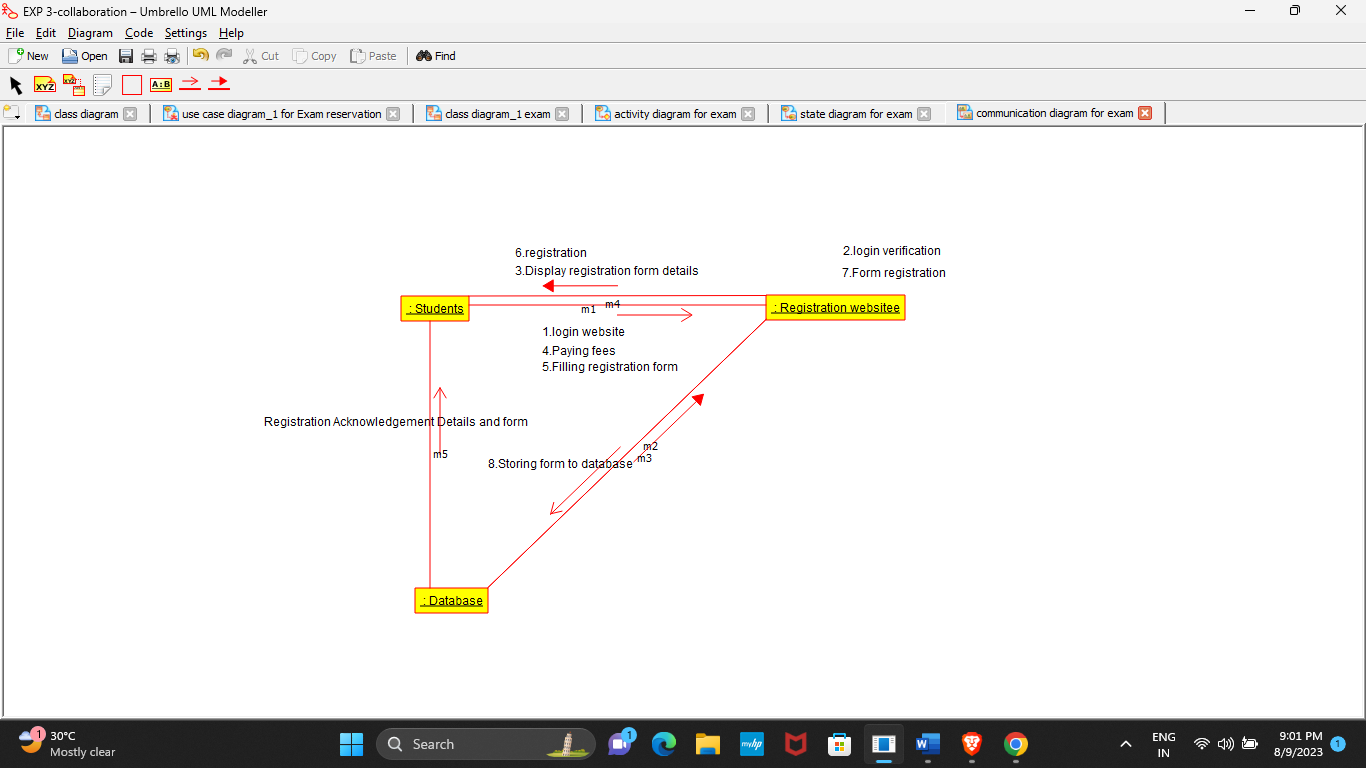 EXP 3-collaboration – Umbrello UML Modeller
File Edit Diagram Code Settings Help
New Open Cut Copy Paste Find
XYZ XYZ A:B
class diagram use case diagram_1 for Exam reservation class diagram_1 exam activity diagram for exam state diagram for exam communication diagram for exam
6.registration
2.login verification
3.Display registration form details
7.Form registration
: Students
m1
m4
: Registration websitee
1.login website
4.Paying fees
5.Filling registration form
Registration Acknowledgement Details and form
m5
m2
m3
8.Storing form to database
: Database
1
30°C
Mostly clear
Search
1
myhp
W
ENG
IN
9:01 PM
8/9/2023
1